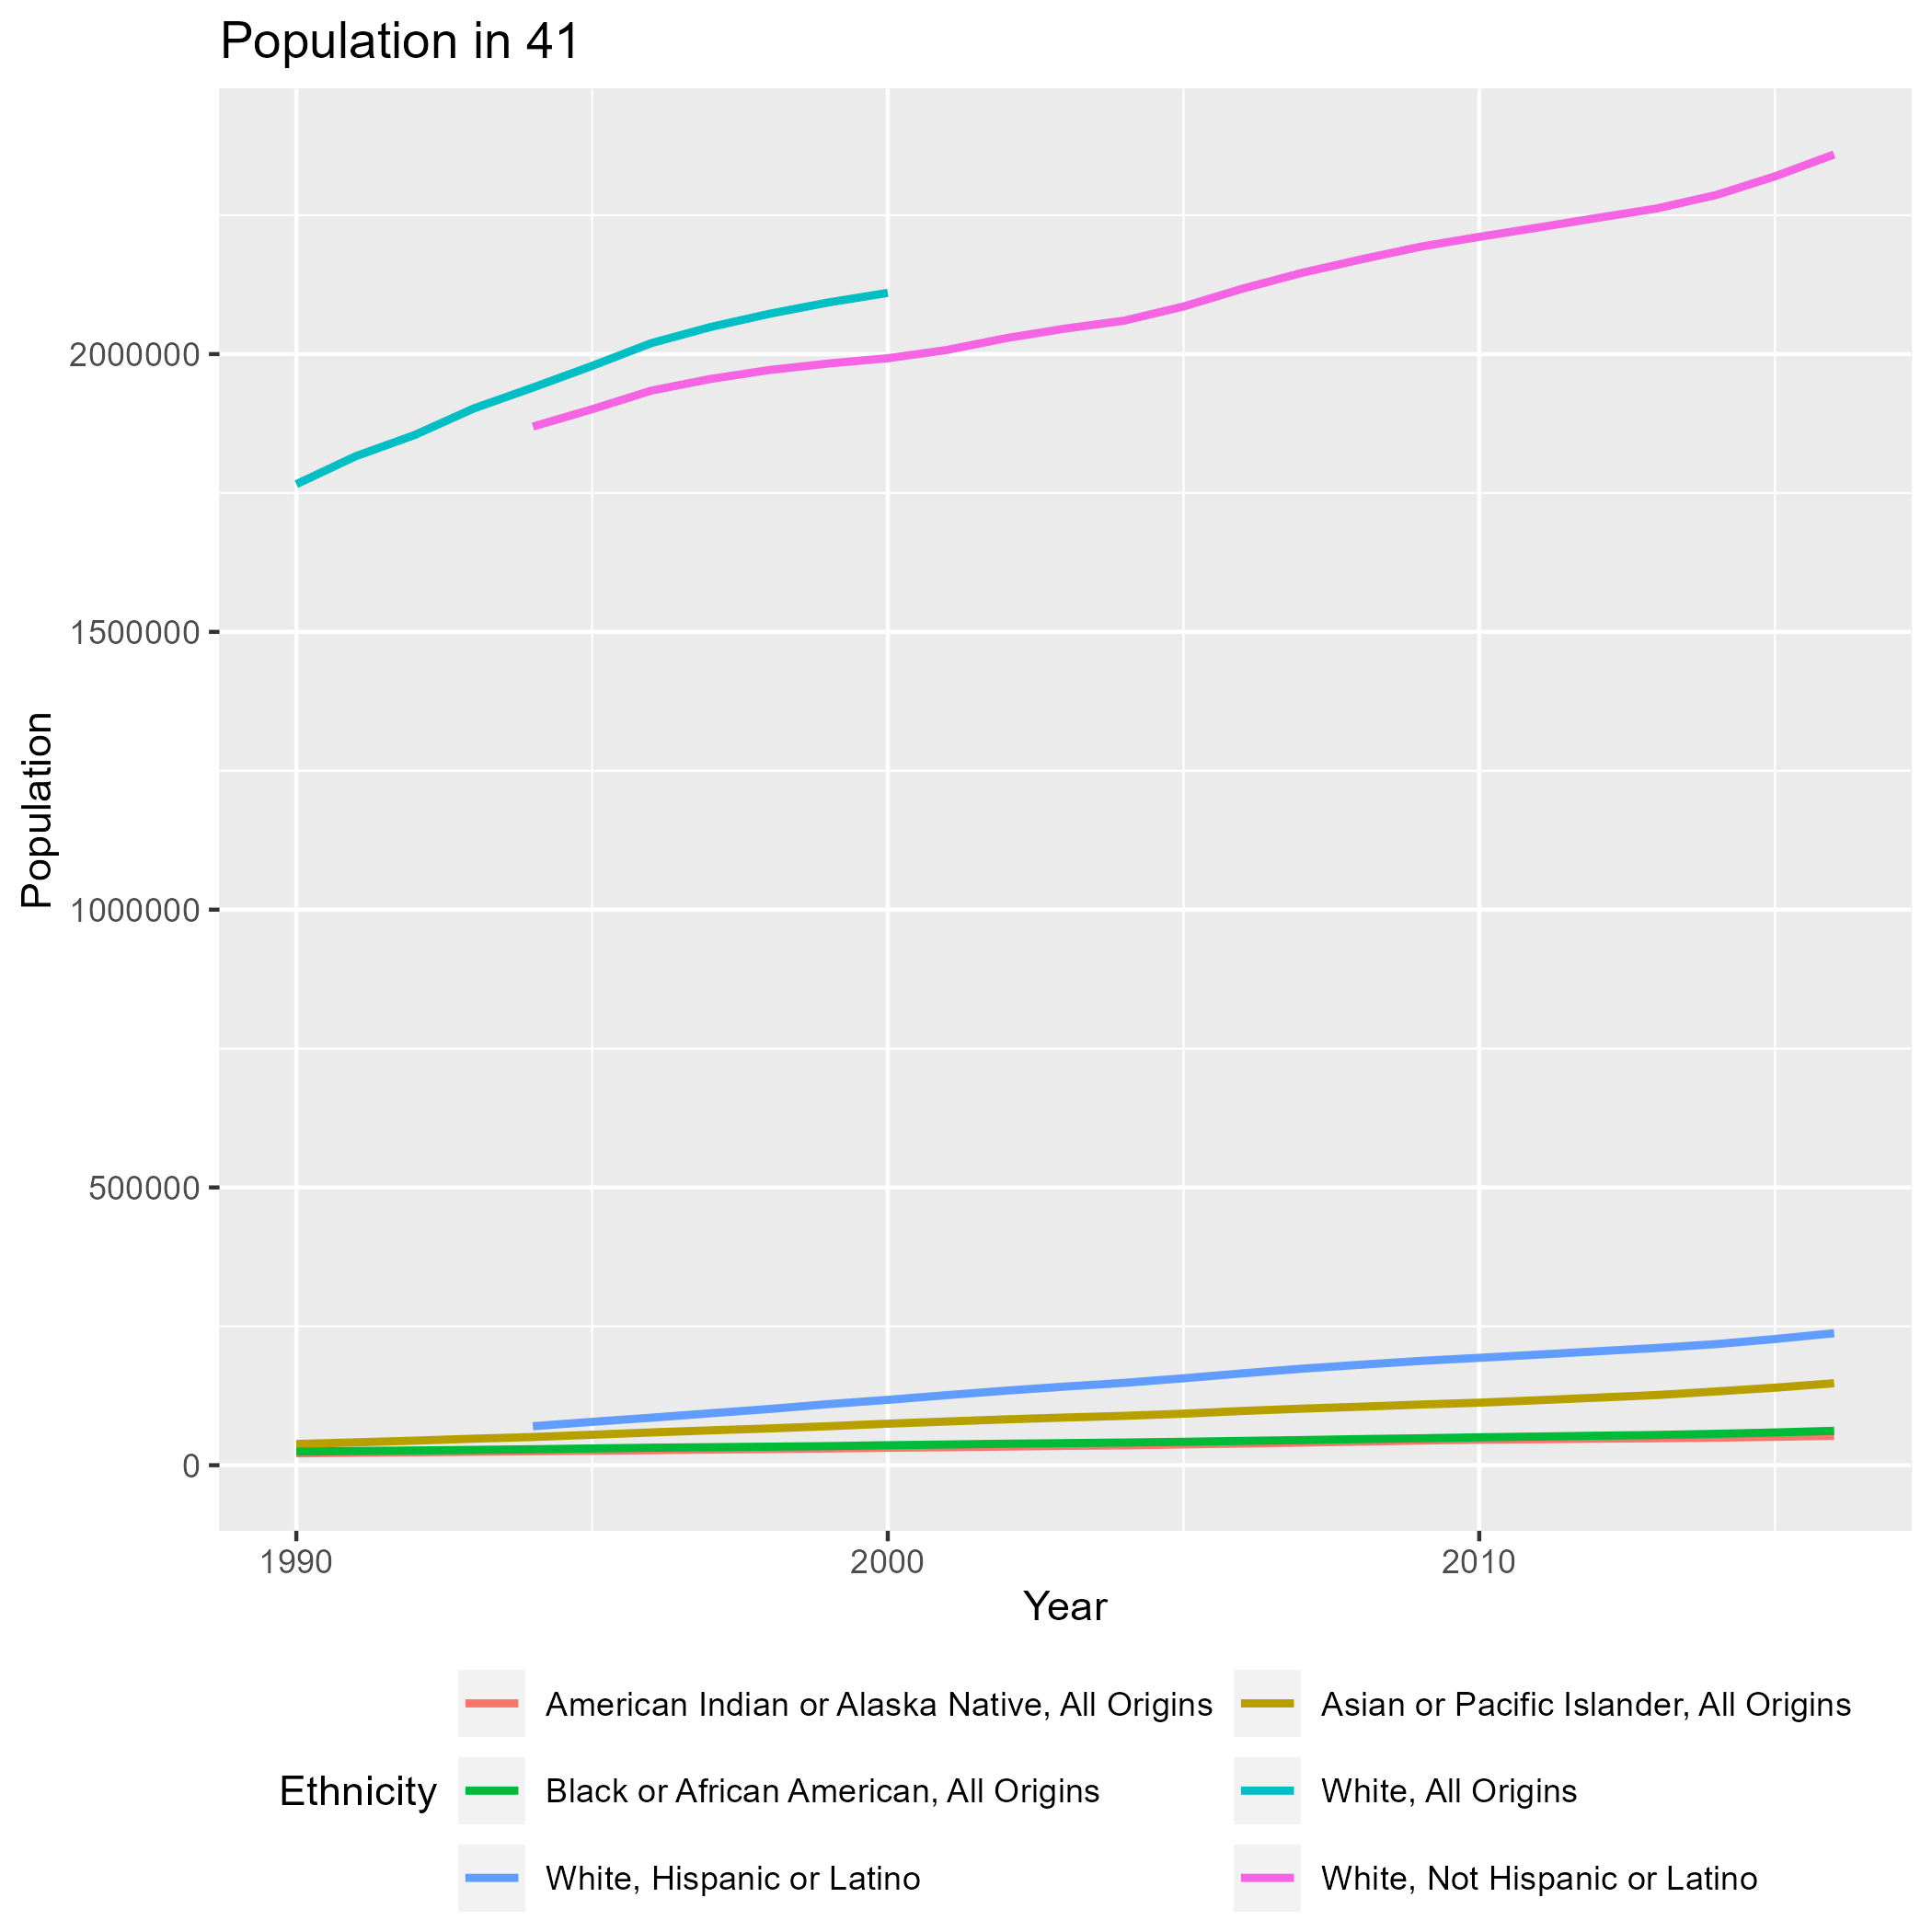 Population in 41
Population
2000000
1500000
1000000
500000
0
1990 2000 2010
Year
Ethnicity
American Indian or Alaska Native, All Origins
Asian or Pacific Islander, All Origins
Black or African American, All Origins
White, All Origins
White, Hispanic or Latino
White, Not Hispanic or Latino